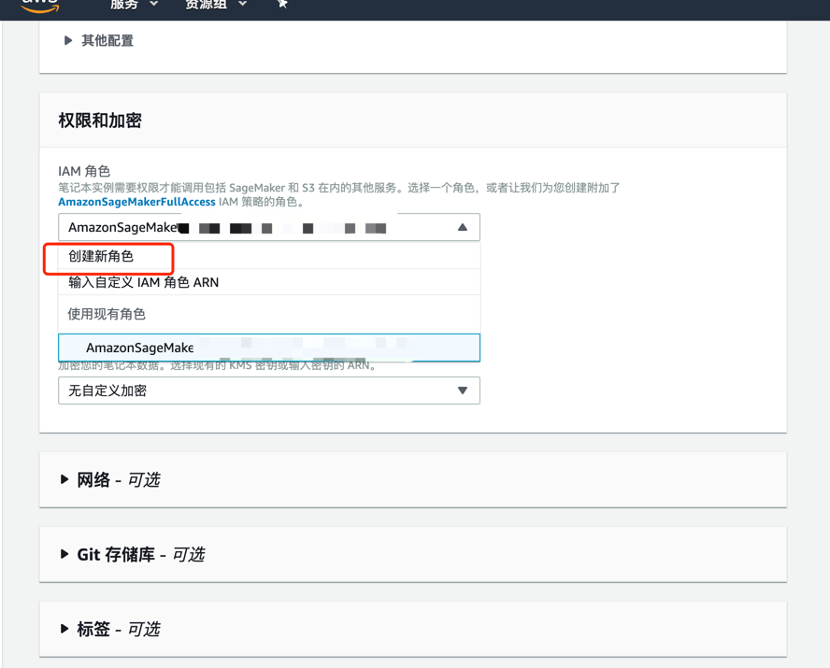 aws 服务 资源组
其他配置
权限和加密
IAM 角色
笔记本实例需要权限才能调用包括 SageMaker 和 S3 在内的其他服务。选择一个角色，或者让我们为您创建附加了
AmazonSageMakerFullAccess IAM 策略的角色。
AmazonSageMake
创建新角色
输入自定义 IAM 角色 ARN
使用现有角色
AmazonSageMake
加密您的笔记本数据。选择现有的 KMS 密钥或输入密钥的 ARN。
无自定义加密
网络 - 可选
Git 存储库 - 可选
标签 - 可选